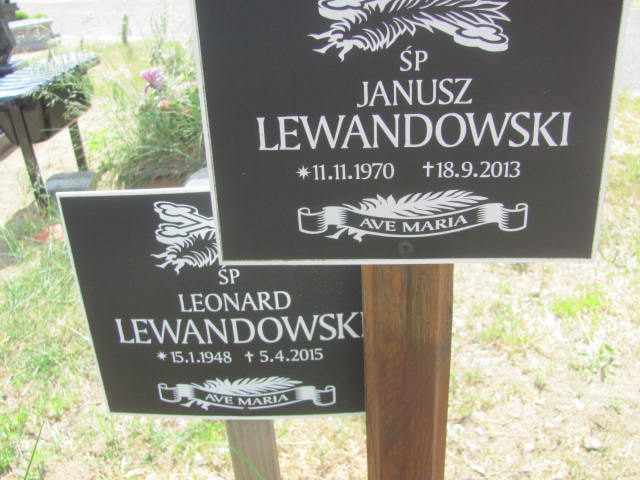 ŚP
JANUSZ
LEWANDOWSKI
*11.11.1970 †18.9.2013
AVE MARIA
ŚP
LEONARD
LEWANDOWSKI
*15.1.1948 †5.4.2015
AVE MARIA